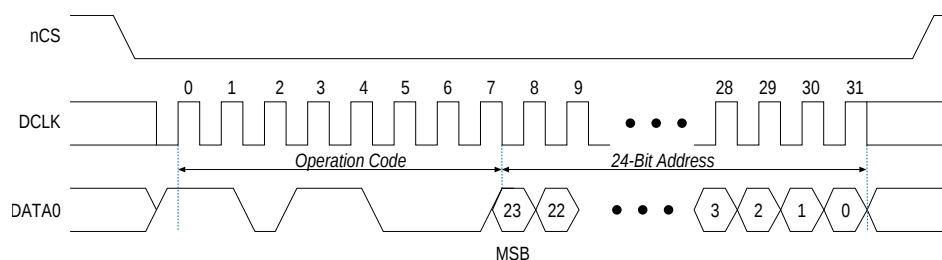 nCS
0 1 2 3 4 5 6 7 8 9 28 29 30 31
DCLK
Operation Code 24-Bit Address
DATA0 23 22 3 2 1 0
MSB